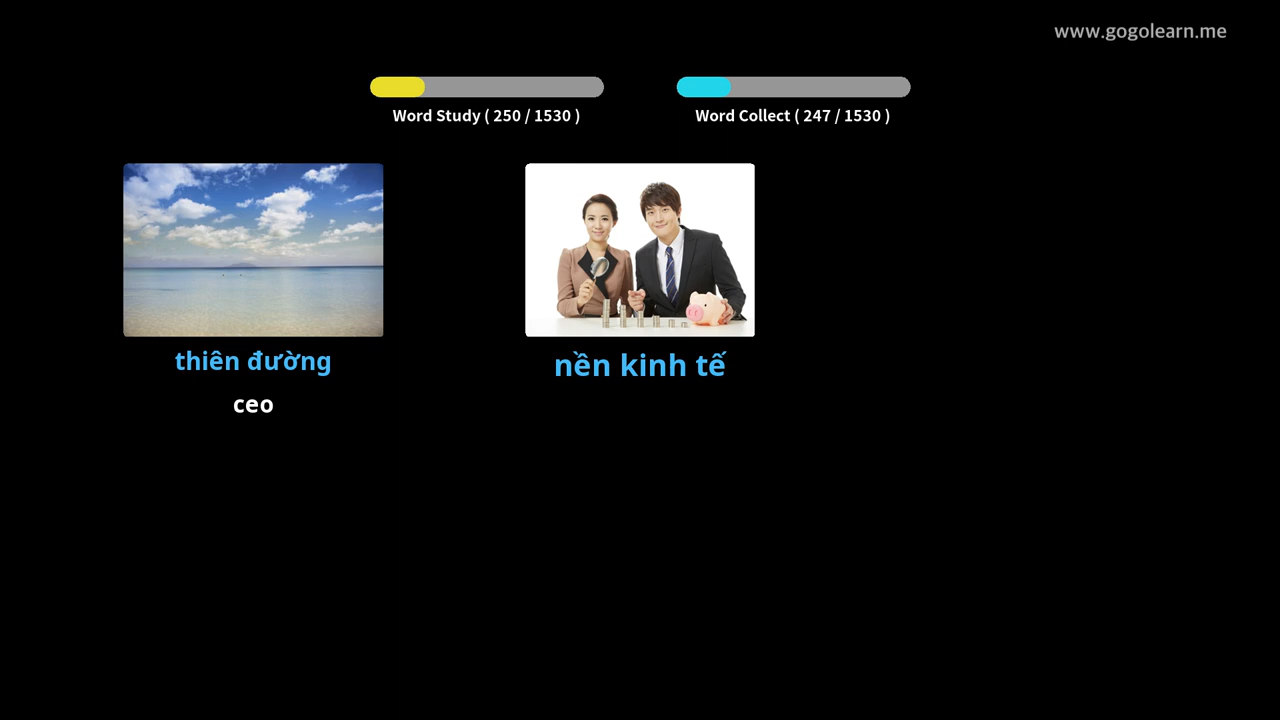 www.gogolearn.me
Word Study ( 250 / 1530 )
Word Collect ( 247 / 1530 )
thiên đường
ceo
nền kinh tế